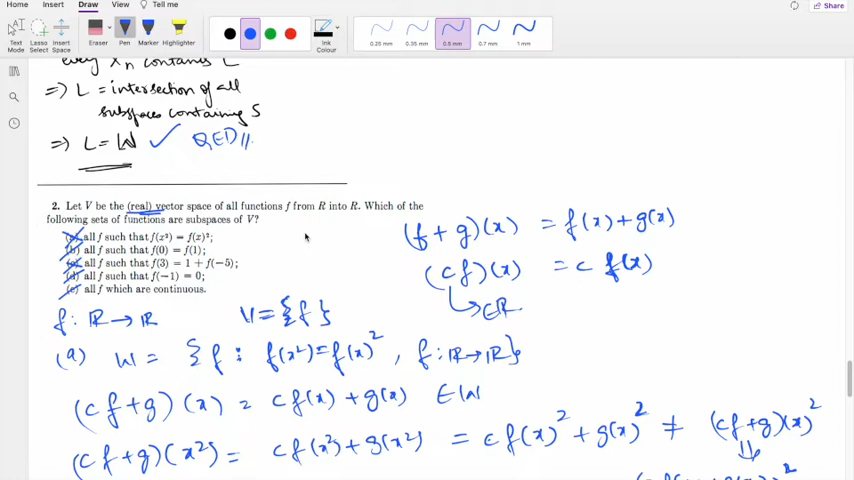 Home Insert Draw View
Share
Text Mode
Lasso Select
Insert Space
Eraser
Pen
Marker
Highlighter
Ink Colour
0.25 mm
0.35 mm
0.5 mm
0.7 mm
1 mm
every Xn contains L
=> L = intersection of all
subspaces containing S
=> L = W ✓ QED //.
2. Let V be the (real) vector space of all functions f from R into R. Which of the
following sets of functions are subspaces of V?
(a) all f such that f(x²) = f(x)²;
(b) all f such that f(0) = f(1);
(c) all f such that f(3) = 1 + f(−5);
(d) all f such that f(−1) = 0;
(e) all f which are continuous.
(f + g)(x) = f(x) + g(x)
(cf)(x) = c f(x)
↳ ∈ℝ
f : ℝ → ℝ V = {f}
(a) W = {f : f(x²) = f(x)², f : ℝ → ℝ}
(cf+g)(x) = cf(x) + g(x) ∈ W
(cf+g)(x²) = cf(x²) + g(x²) = cf(x)² + g(x)² ≠ (cf+g)(x)²
⇓